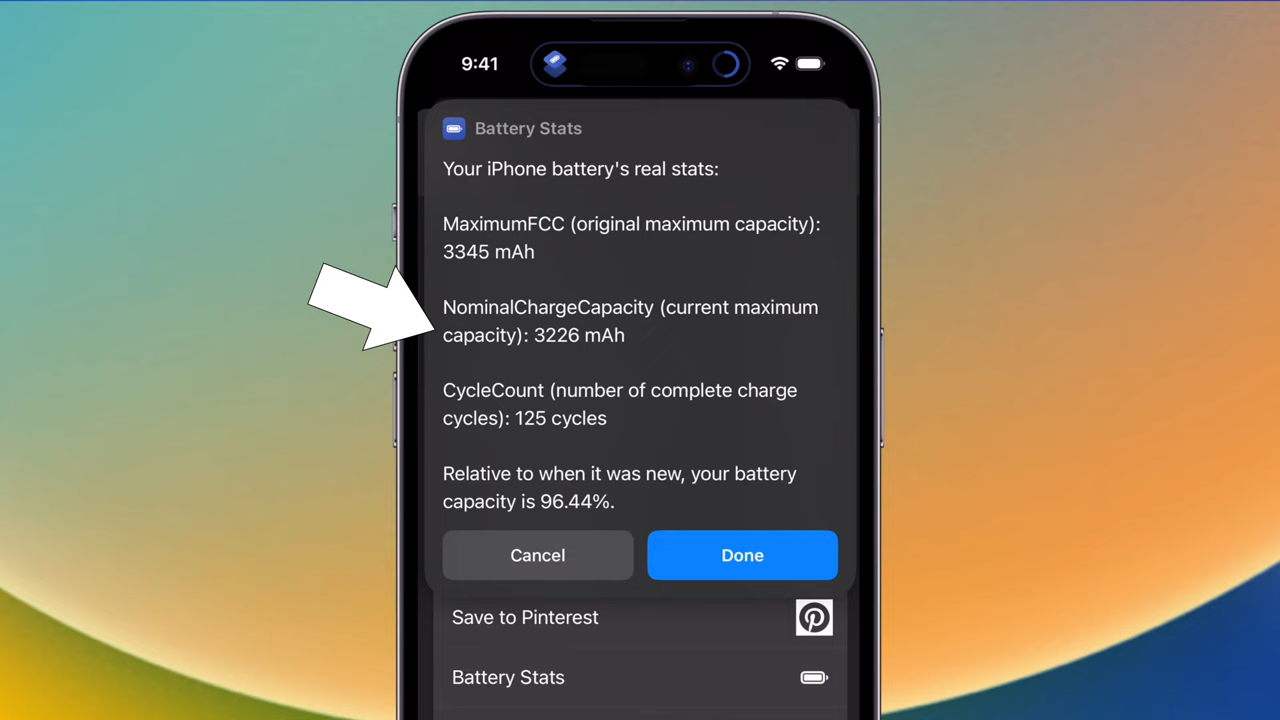 9:41
Battery Stats
Your iPhone battery's real stats:
MaximumFCC (original maximum capacity):
3345 mAh
NominalChargeCapacity (current maximum
capacity): 3226 mAh
CycleCount (number of complete charge
cycles): 125 cycles
Relative to when it was new, your battery
capacity is 96.44%.
Cancel
Done
Save to Pinterest
Battery Stats